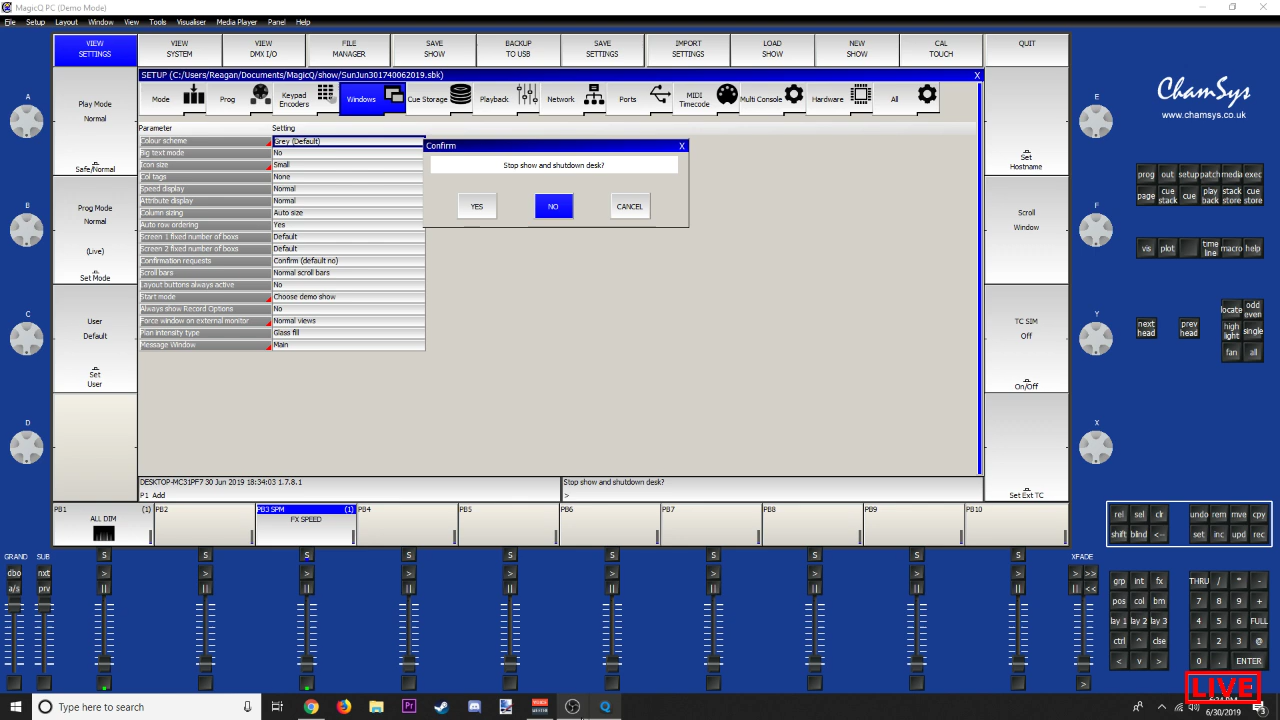 MagicQ PC (Demo Mode)
File Setup Layout Window View Tools Visualiser Media Player Panel Help
VIEW SETTINGS
VIEW SYSTEM
VIEW DMX I/O
FILE MANAGER
SAVE SHOW
BACKUP TO USB
SAVE SETTINGS
IMPORT SETTINGS
LOAD SHOW
NEW SHOW
CAL TOUCH
QUIT
SETUP (C:/Users/Reagan/Documents/MagicQ/show/SunJun301740062019.sbk) X
Mode
Prog
Keypad Encoders
Windows
Cue Storage
Playback
Network
Ports
MIDI Timecode
Multi Console
Hardware
All
Parameter Setting
Colour scheme Grey (Default)
Big text mode No
Icon size Small
Col tags None
Speed display Normal
Attribute display Normal
Column sizing Auto size
Auto row ordering Yes
Screen 1 fixed number of boxs Default
Screen 2 fixed number of boxs Default
Confirmation requests Confirm (default no)
Scroll bars Normal scroll bars
Layout buttons always active No
Start mode Choose demo show
Always show Record Options No
Force window on external monitor Normal views
Plan intensity type Glass fill
Message Window Main
Confirm X
Stop show and shutdown desk?
YES NO CANCEL
A
Play Mode
Normal
Safe/Normal
B
Prog Mode
Normal
(Live)
Set Mode
C
User
Default
Set
User
D
Set
Hostname
Scroll
Window
TC SIM
Off
On/Off
Set Ext TC
E
F
Y
X
ChamSys
www.chamsys.co.uk
prog out setup patch media exec
page cue stack cue play back stack store cue store
vis plot time line macro help
next head prev head
locate odd even
high light single
fan all
DESKTOP-MC31PF7 30 Jun 2019 18:34:03 1.7.8.1
P1 Add
Stop show and shutdown desk?
>
PB1 (1) PB2 PB3 SPM (1) PB4 PB5 PB6 PB7 PB8 PB9 PB10
ALL DIM FX SPEED
rel sel clr undo rem mve cpy
shift blind <-- set inc upd rec
GRAND SUB S S S S S S S S S S XFADE
dbo nxt > > > > > > > > > > > >>
a/s prv || || || || || || || || || || || <<
grp int fx THRU / * -
pos col bm 7 8 9 +
lay 1 lay 2 lay 3 4 5 6 FULL
ctrl ^ clse 1 2 3 @
< v > 0 . ENTER
>
LIVE
Type here to search
6/30/2019